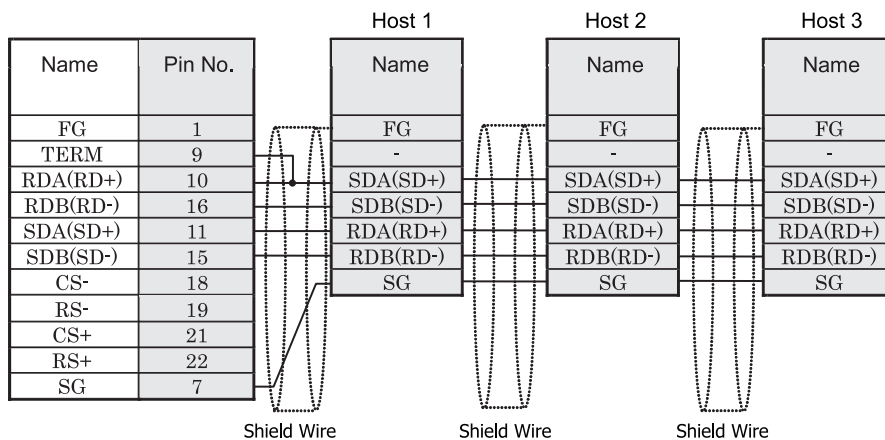 Host 1 Host 2 Host 3
Name Pin No. Name Name Name
FG 1 FG FG FG
TERM 9 - - -
RDA(RD+) 10 SDA(SD+) SDA(SD+) SDA(SD+)
RDB(RD-) 16 SDB(SD-) SDB(SD-) SDB(SD-)
SDA(SD+) 11 RDA(RD+) RDA(RD+) RDA(RD+)
SDB(SD-) 15 RDB(RD-) RDB(RD-) RDB(RD-)
CS- 18 SG SG SG
RS- 19
CS+ 21
RS+ 22
SG 7
Shield Wire Shield Wire Shield Wire